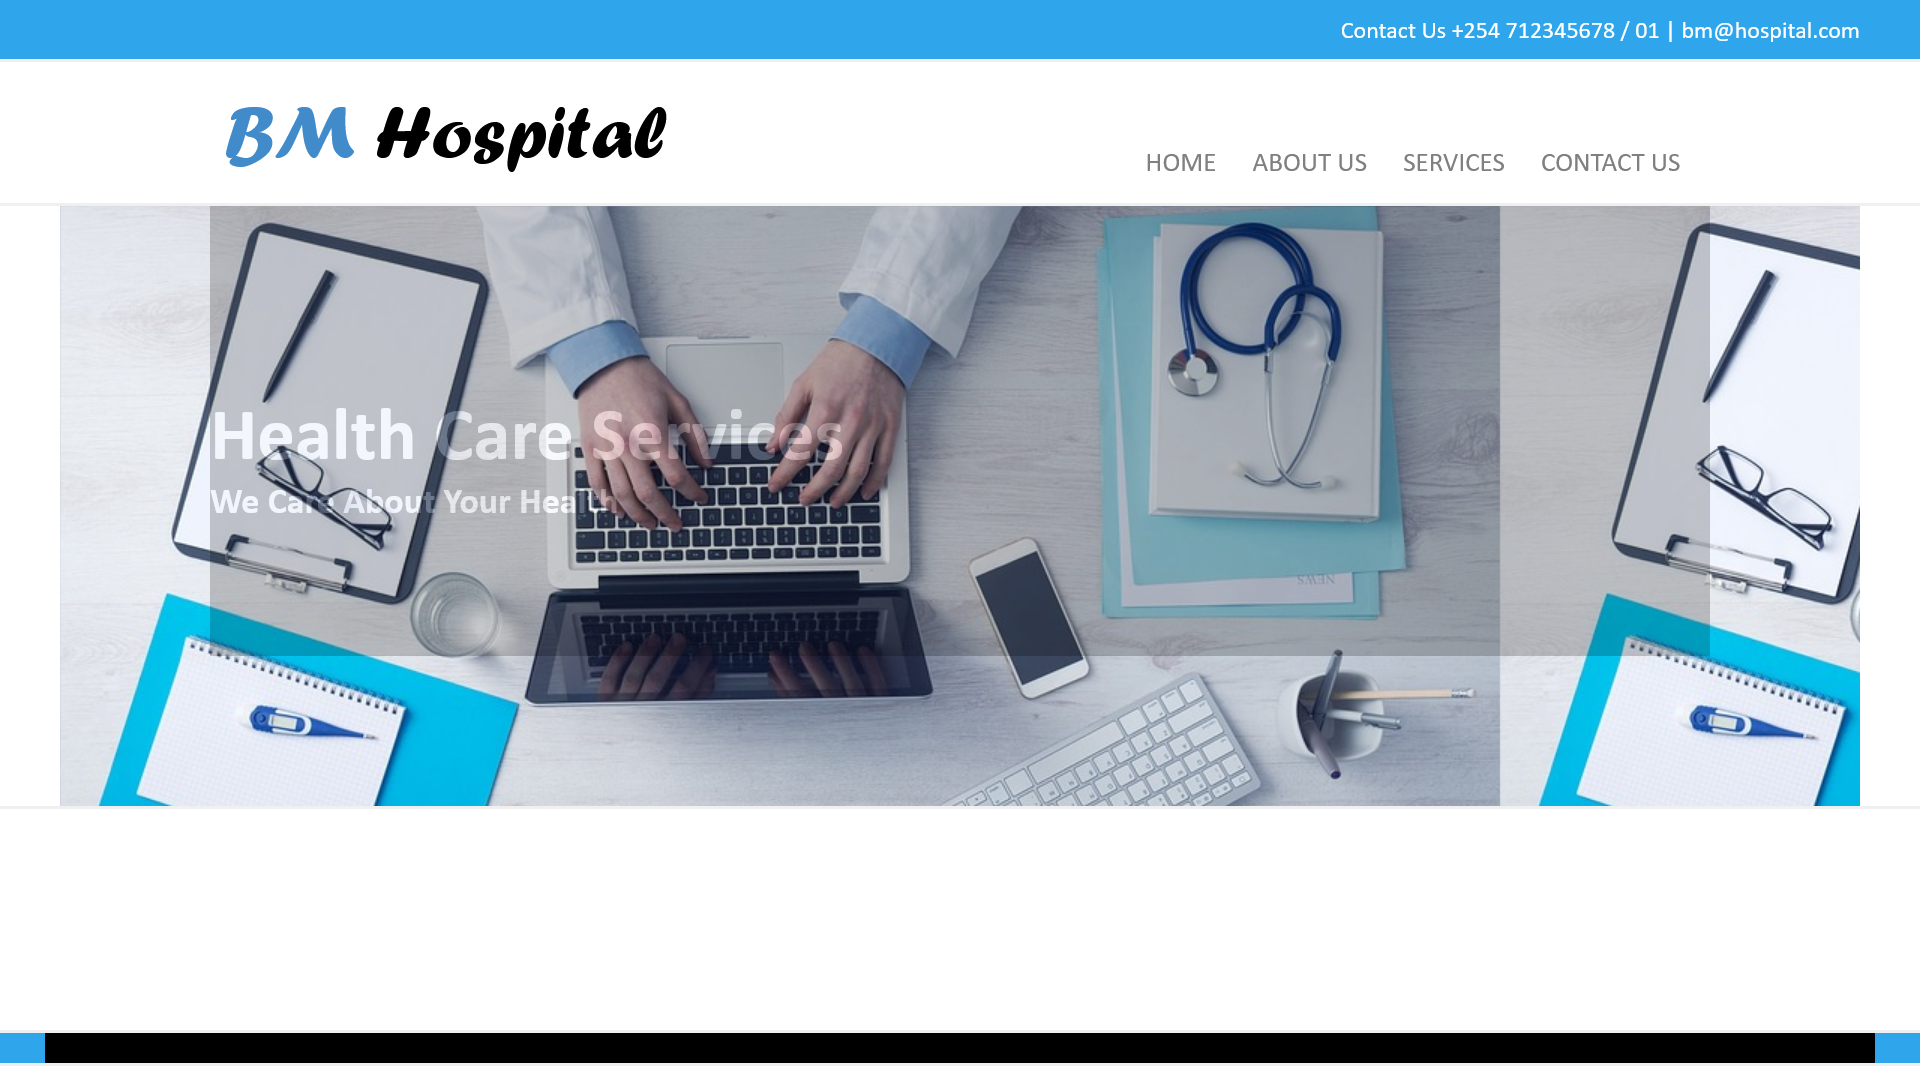 Contact Us +254 712345678 / 01 | bm@hospital.com
BM Hospital
HOME ABOUT US SERVICES CONTACT US
Health Care Services
We Care About Your Health
NEWS